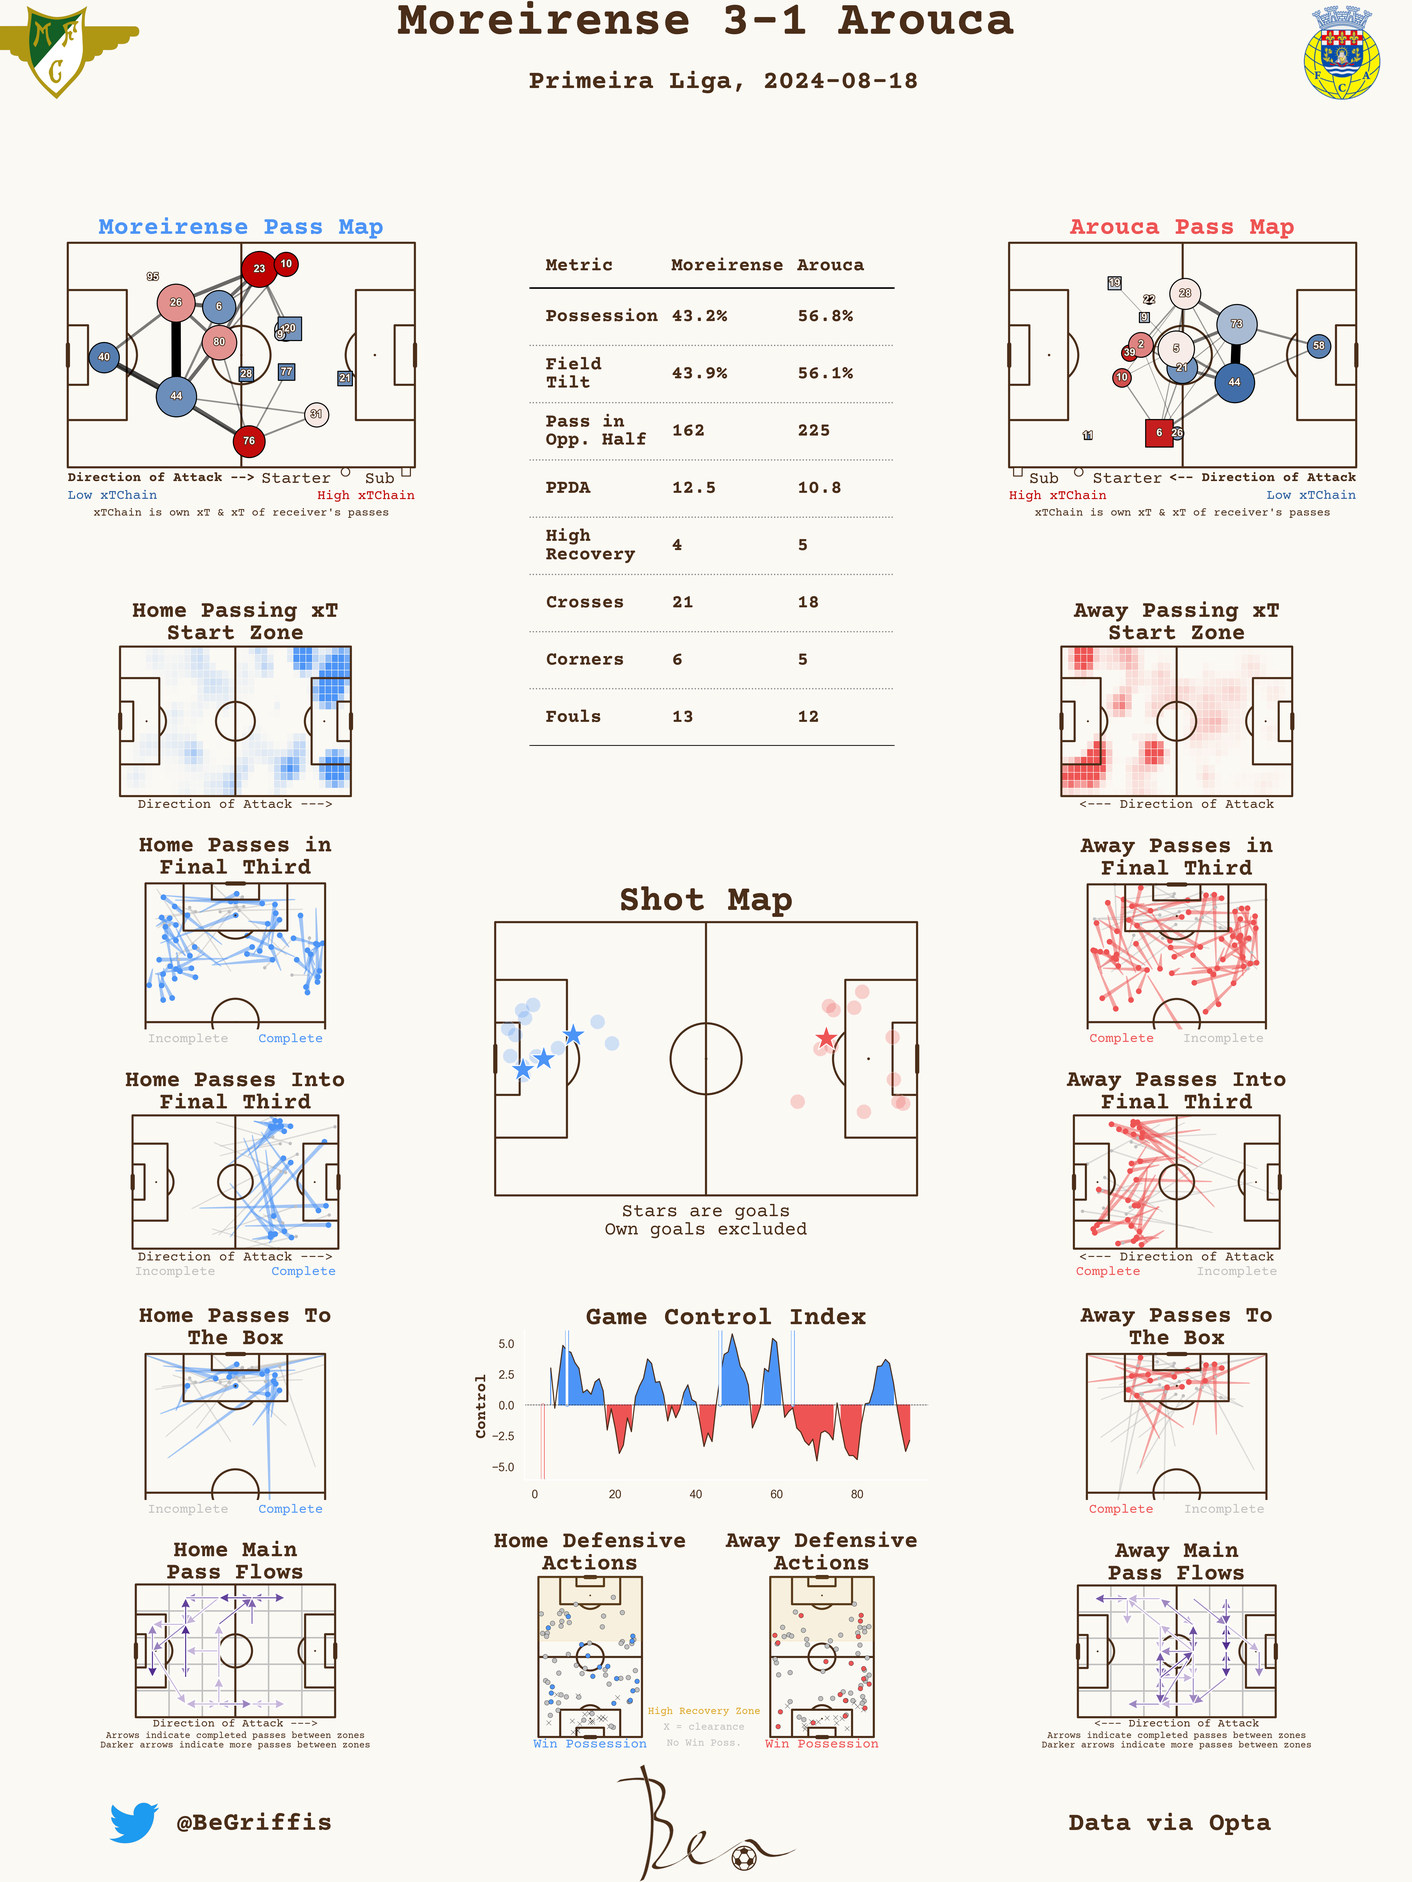 Moreirense 3-1 Arouca
Primeira Liga, 2024-08-18
M F C
F A C
Moreirense Pass Map
95
23
10
26
6
20
9
80
40
28
77
21
44
31
76
Direction of Attack --> Starter Sub
Low xTChain High xTChain
xTChain is own xT & xT of receiver's passes
Metric Moreirense Arouca
Possession 43.2% 56.8%
Field
Tilt 43.9% 56.1%
Pass in
Opp. Half 162 225
PPDA 12.5 10.8
High
Recovery 4 5
Crosses 21 18
Corners 6 5
Fouls 13 12
Arouca Pass Map
19
22
28
9
73
2
39
5
58
10
21
44
6
26
11
Sub Starter <-- Direction of Attack
High xTChain Low xTChain
xTChain is own xT & xT of receiver's passes
Home Passing xT
Start Zone
Direction of Attack --->
Away Passing xT
Start Zone
<--- Direction of Attack
Home Passes in
Final Third
Incomplete Complete
Away Passes in
Final Third
Complete Incomplete
Shot Map
Stars are goals
Own goals excluded
Home Passes Into
Final Third
Direction of Attack --->
Incomplete Complete
Away Passes Into
Final Third
<--- Direction of Attack
Complete Incomplete
Home Passes To
The Box
Incomplete Complete
Game Control Index
Control
5.0
2.5
0.0
−2.5
−5.0
0 20 40 60 80
Away Passes To
The Box
Complete Incomplete
Home Main
Pass Flows
Direction of Attack --->
Arrows indicate completed passes between zones
Darker arrows indicate more passes between zones
Home Defensive
Actions
Win Possession
Away Defensive
Actions
Win Possession
High Recovery Zone
X = clearance
No Win Poss.
Away Main
Pass Flows
<--- Direction of Attack
Arrows indicate completed passes between zones
Darker arrows indicate more passes between zones
@BeGriffis
Ben
Data via Opta